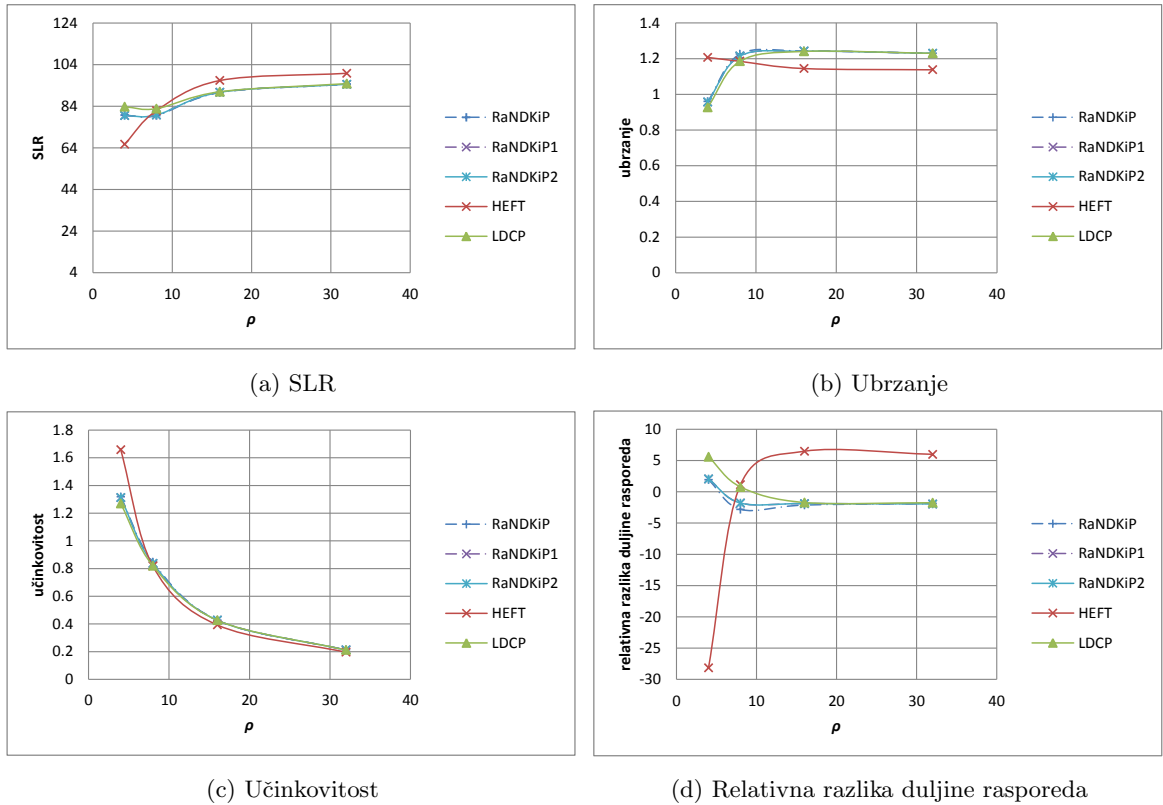 124
104
84
64
44
24
4
SLR
0 10 20 30 40
ρ
RaNDKiP
RaNDKiP1
RaNDKiP2
HEFT
LDCP
(a) SLR
1.4
1.2
1
0.8
0.6
0.4
0.2
0
ubrzanje
0 10 20 30 40
ρ
RaNDKiP
RaNDKiP1
RaNDKiP2
HEFT
LDCP
(b) Ubrzanje
1.8
1.6
1.4
1.2
1
0.8
0.6
0.4
0.2
0
učinkovitost
0 10 20 30 40
ρ
RaNDKiP
RaNDKiP1
RaNDKiP2
HEFT
LDCP
(c) Učinkovitost
10
5
0
-5
-10
-15
-20
-25
-30
relativna razlika duljine rasporeda
0 10 20 30 40
ρ
RaNDKiP
RaNDKiP1
RaNDKiP2
HEFT
LDCP
(d) Relativna razlika duljine rasporeda